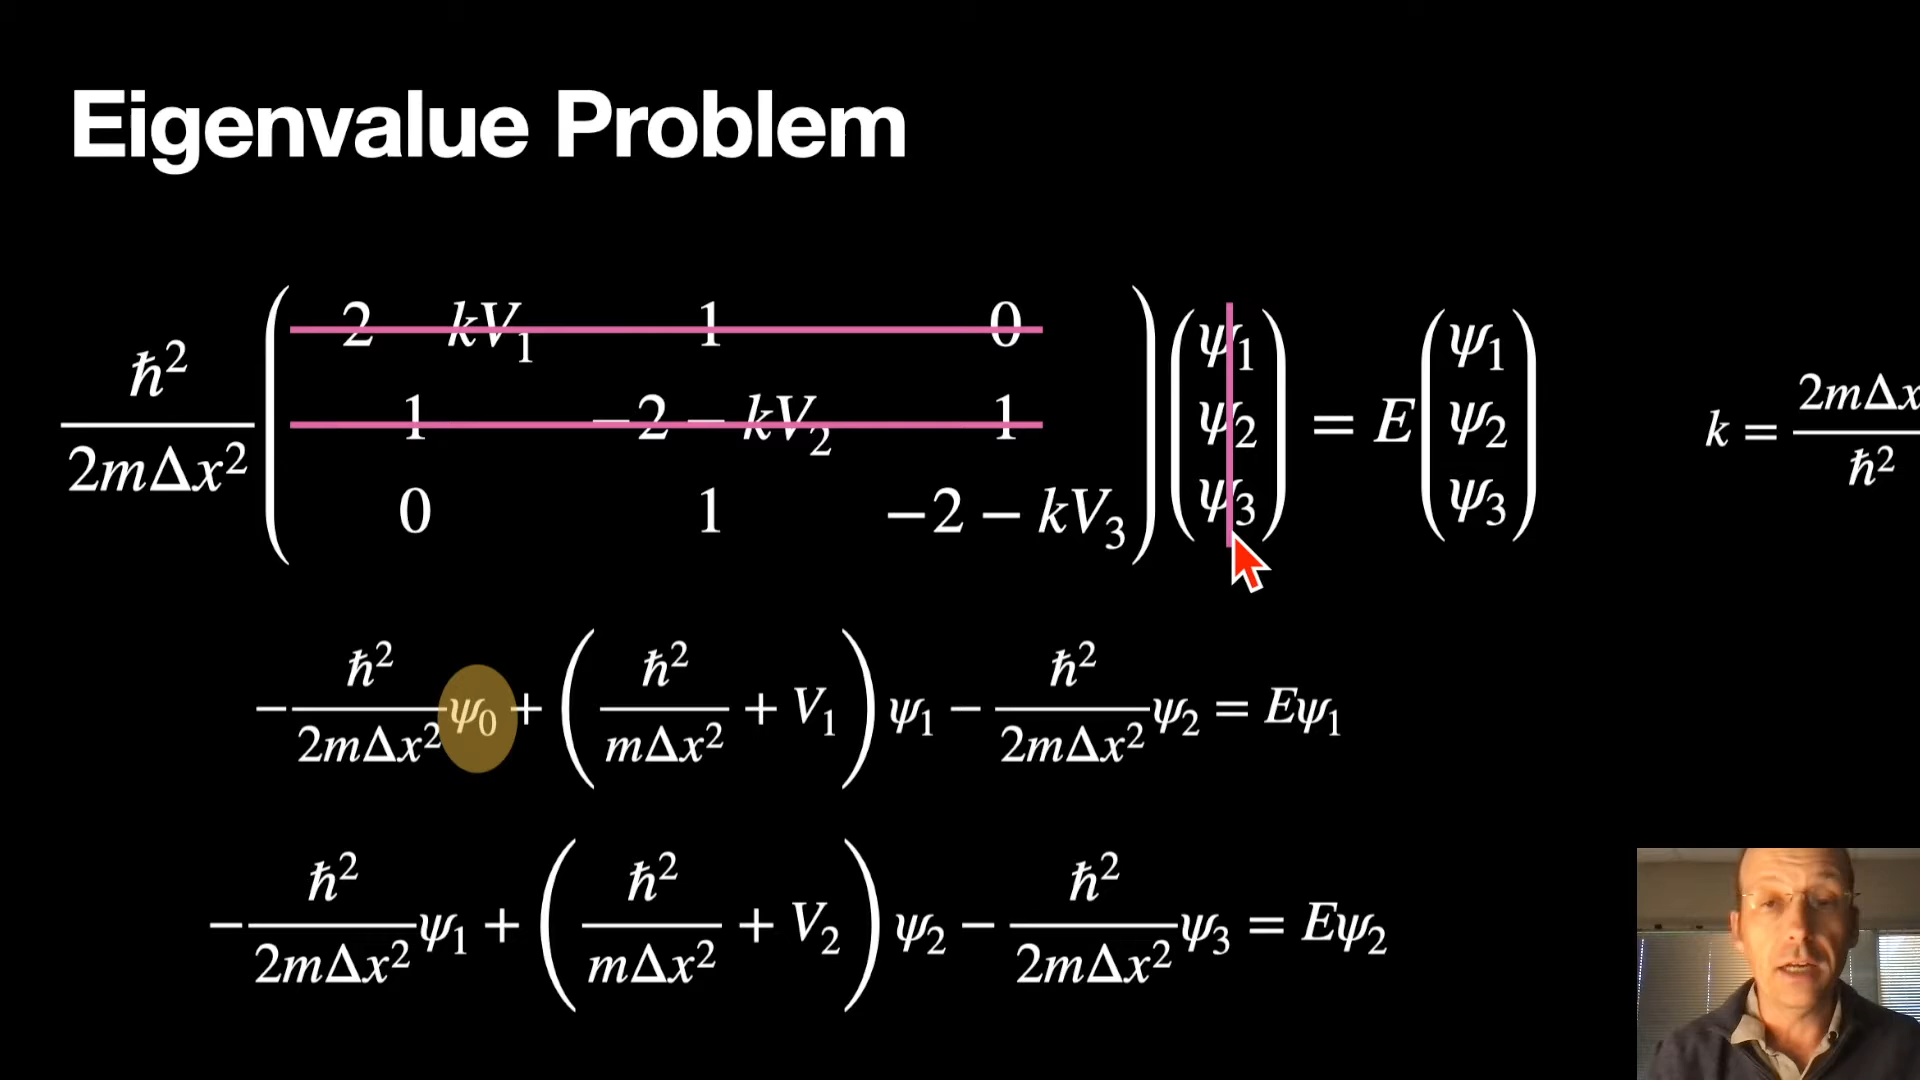 Eigenvalue Problem
ħ² / 2mΔx² ( −2 − kV₁ 1 0 ) ( ψ₁ ) = E ( ψ₁ ) k = 2mΔx / ħ²
1 −2 − kV₂ 1 ψ₂ ψ₂
0 1 −2 − kV₃ ψ₃ ψ₃
− ħ² / 2mΔx² ψ₀ + ( ħ² / mΔx² + V₁ ) ψ₁ − ħ² / 2mΔx² ψ₂ = Eψ₁
− ħ² / 2mΔx² ψ₁ + ( ħ² / mΔx² + V₂ ) ψ₂ − ħ² / 2mΔx² ψ₃ = Eψ₂